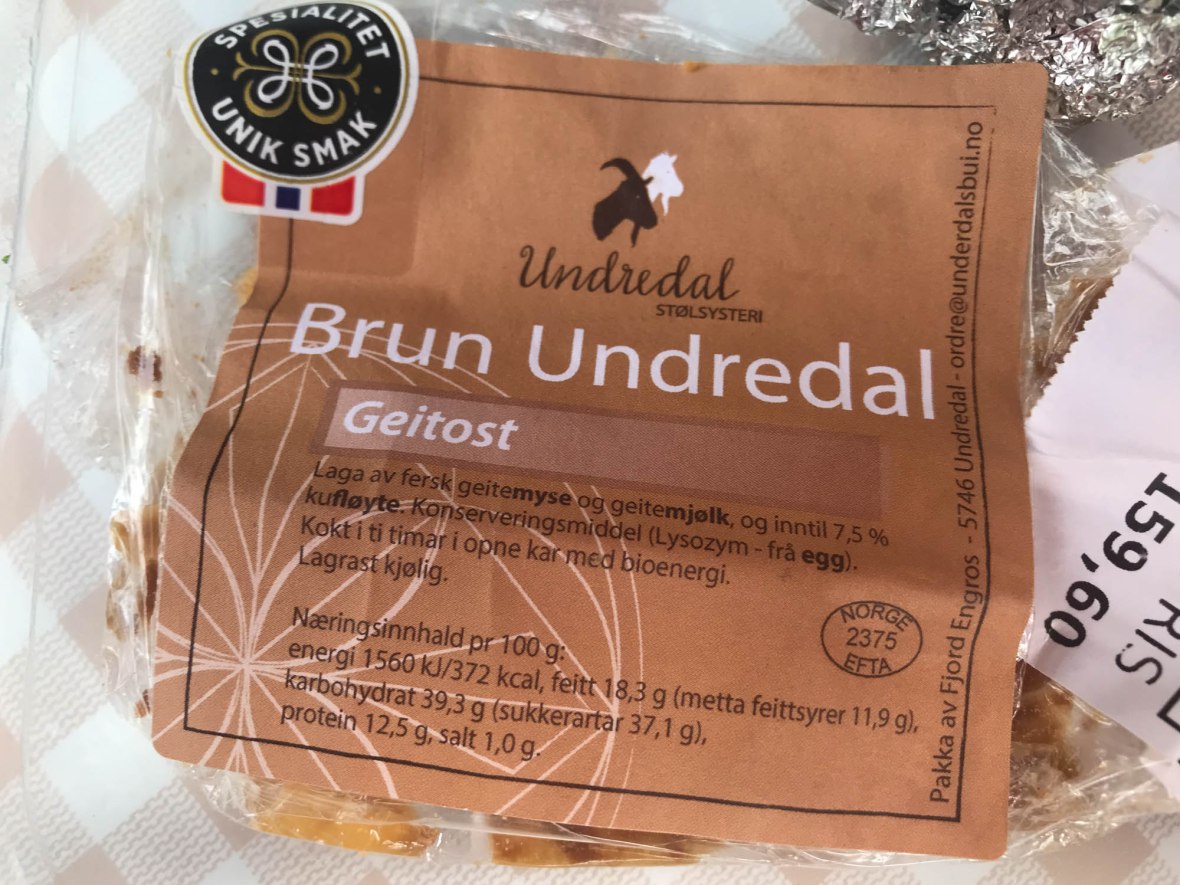 SPESIALITET
UNIK SMAK
Undredal
STØLSYSTERI
Brun Undredal
Geitost
Laga av fersk geitemyse og geitemjølk, og inntil 7,5 %
kufløyte. Konserveringsmiddel (Lysozym - frå egg).
Kokt i ti timar i opne kar med bioenergi.
Lagrast kjølig.
Næringsinnhald pr 100 g:
energi 1560 kJ/372 kcal, feitt 18,3 g (metta feittsyrer 11,9 g),
karbohydrat 39,3 g (sukkerartar 37,1 g),
protein 12,5 g, salt 1,0 g.
NORGE
2375
EFTA
Pakka av Fjord Engros - 5746 Undredal - ordre@underdalsbui.no
159,60
RIS